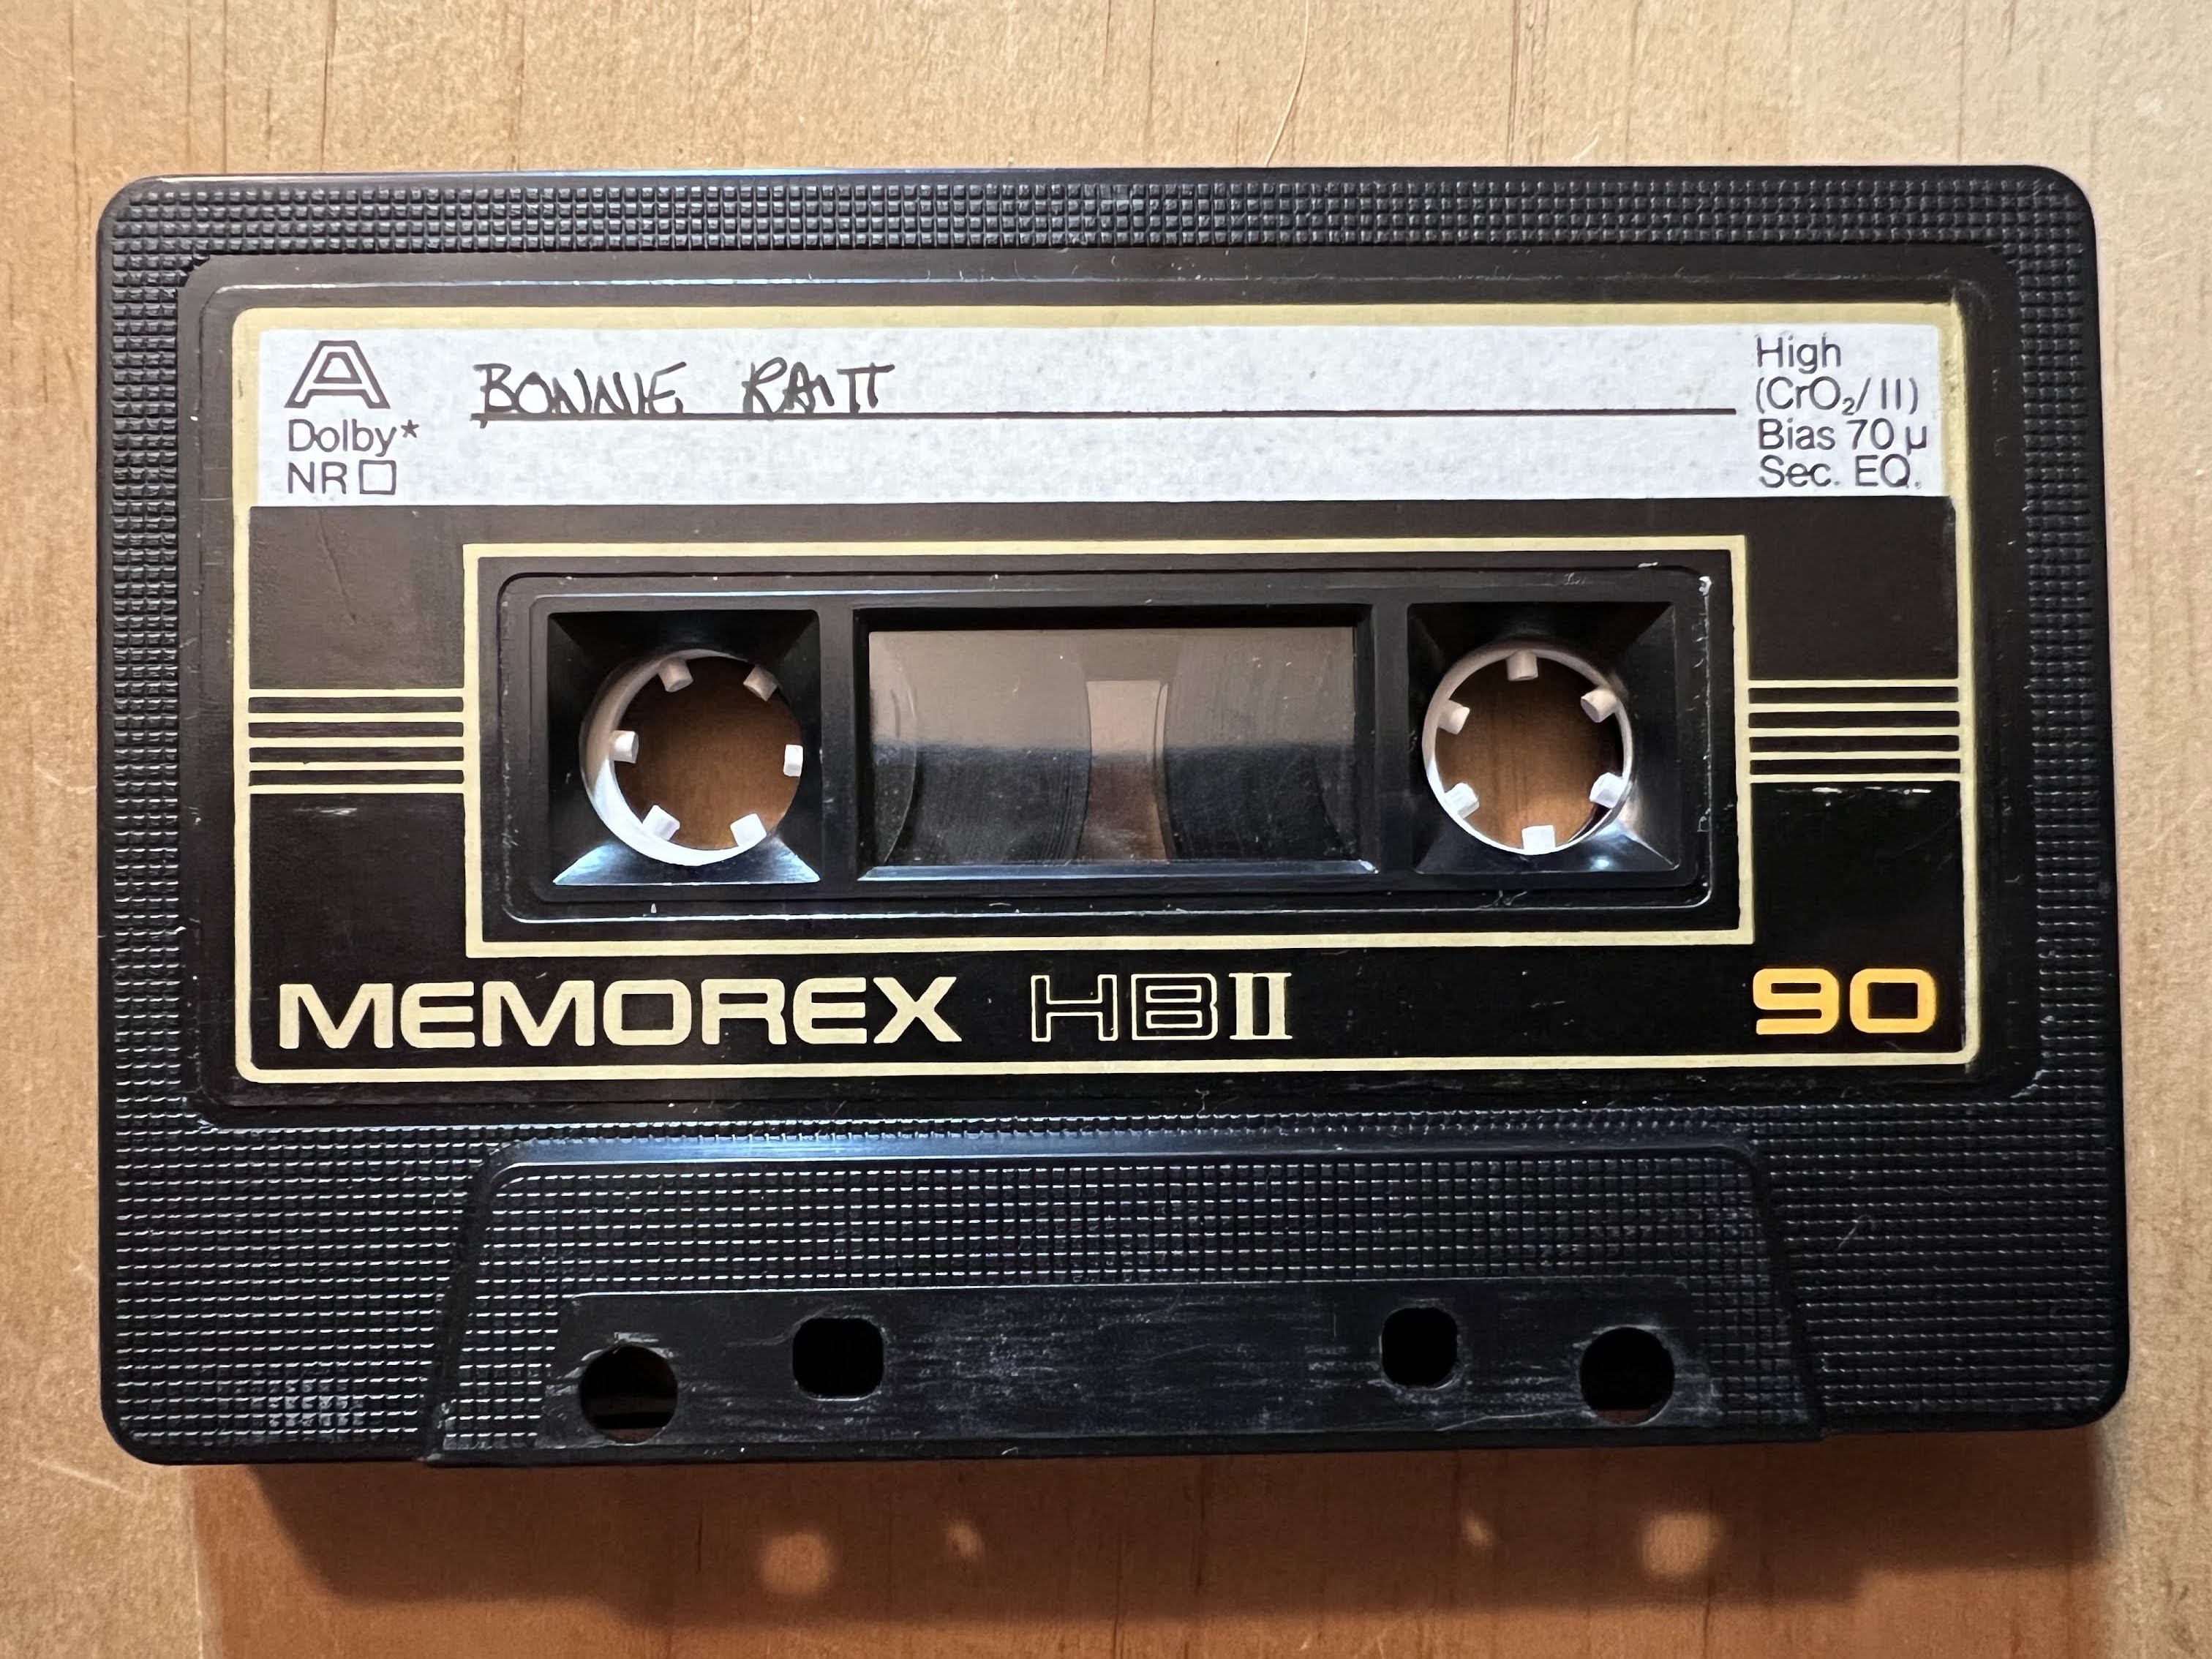 A BONNIE RAITT
Dolby*
NR
High
(CrO₂/II)
Bias 70 µ
Sec. EQ.
MEMOREX HBII 90